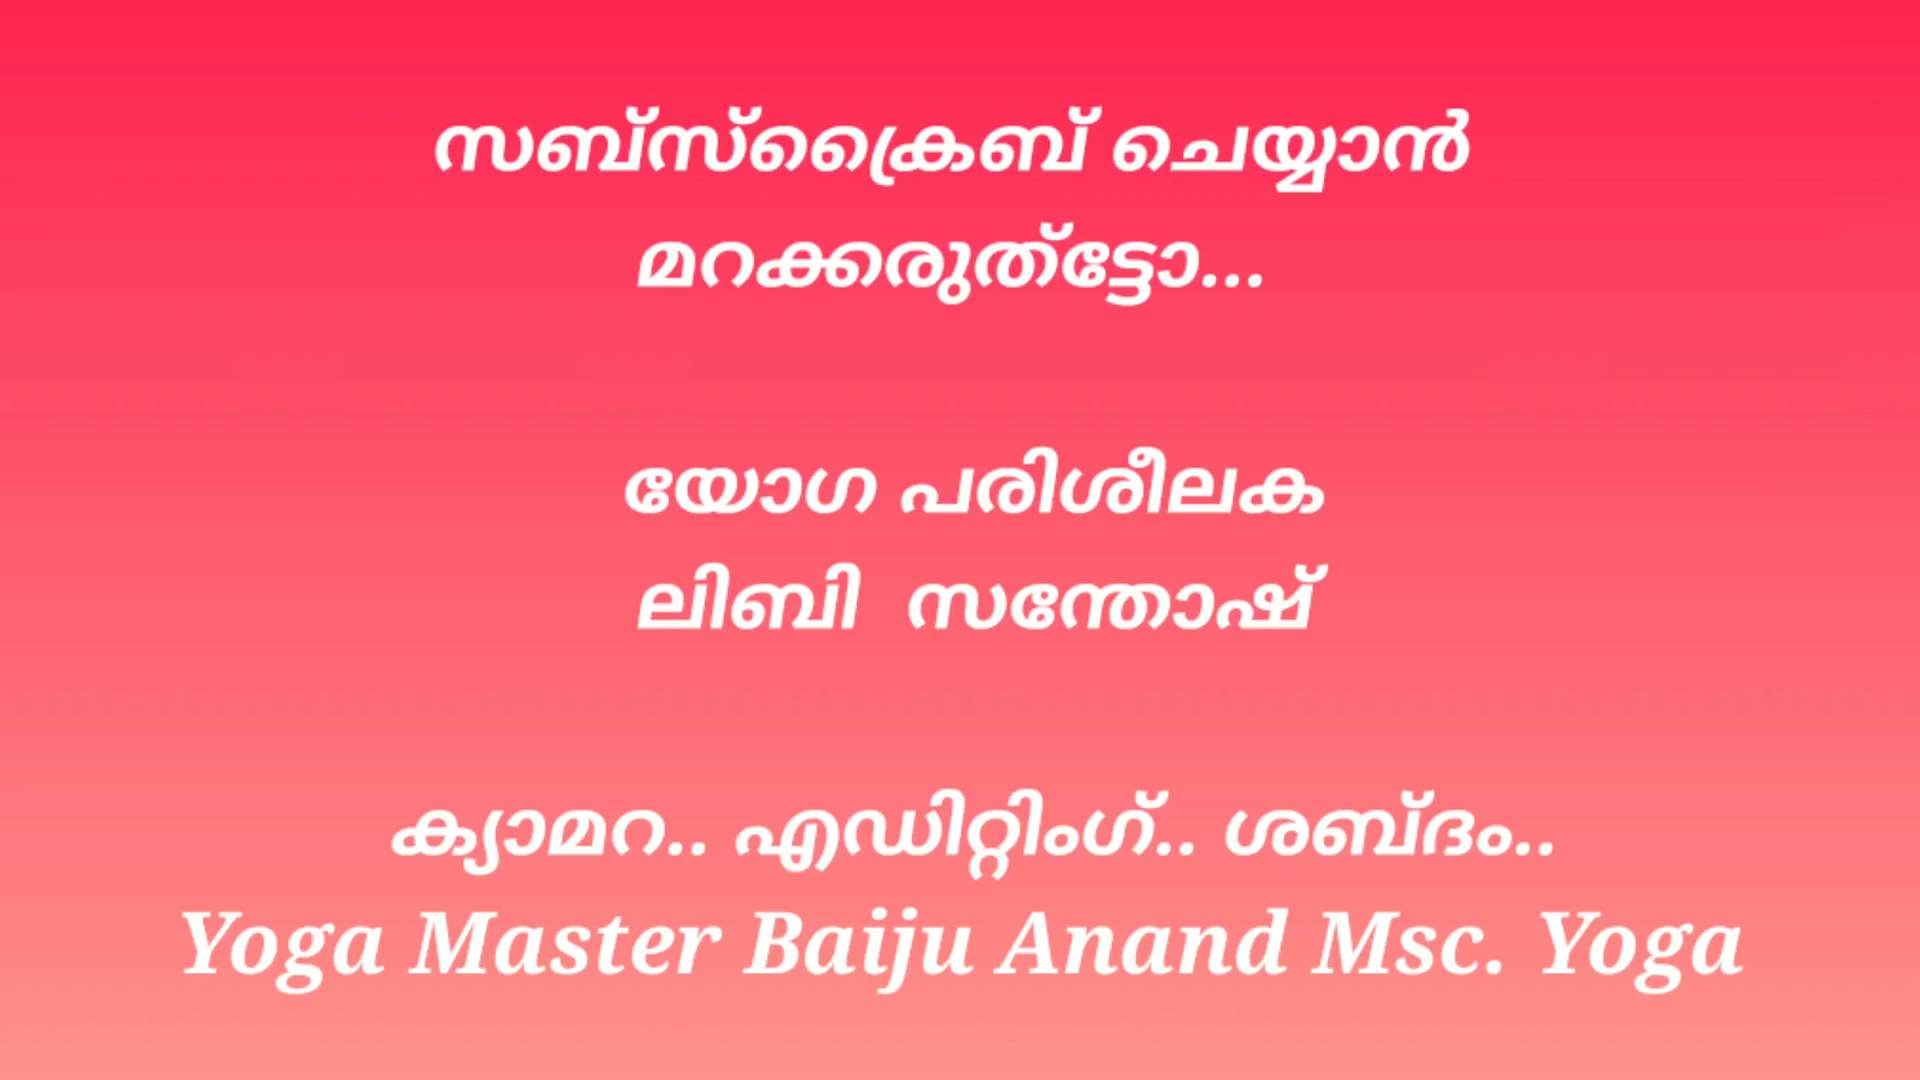 സബ്സ്ക്രൈബ് ചെയ്യാൻ
മറക്കരുത്ട്ടോ...
യോഗ പരിശീലക
ലിബി സന്തോഷ്
ക്യാമറ.. എഡിറ്റിംഗ്.. ശബ്ദം..
Yoga Master Baiju Anand Msc. Yoga